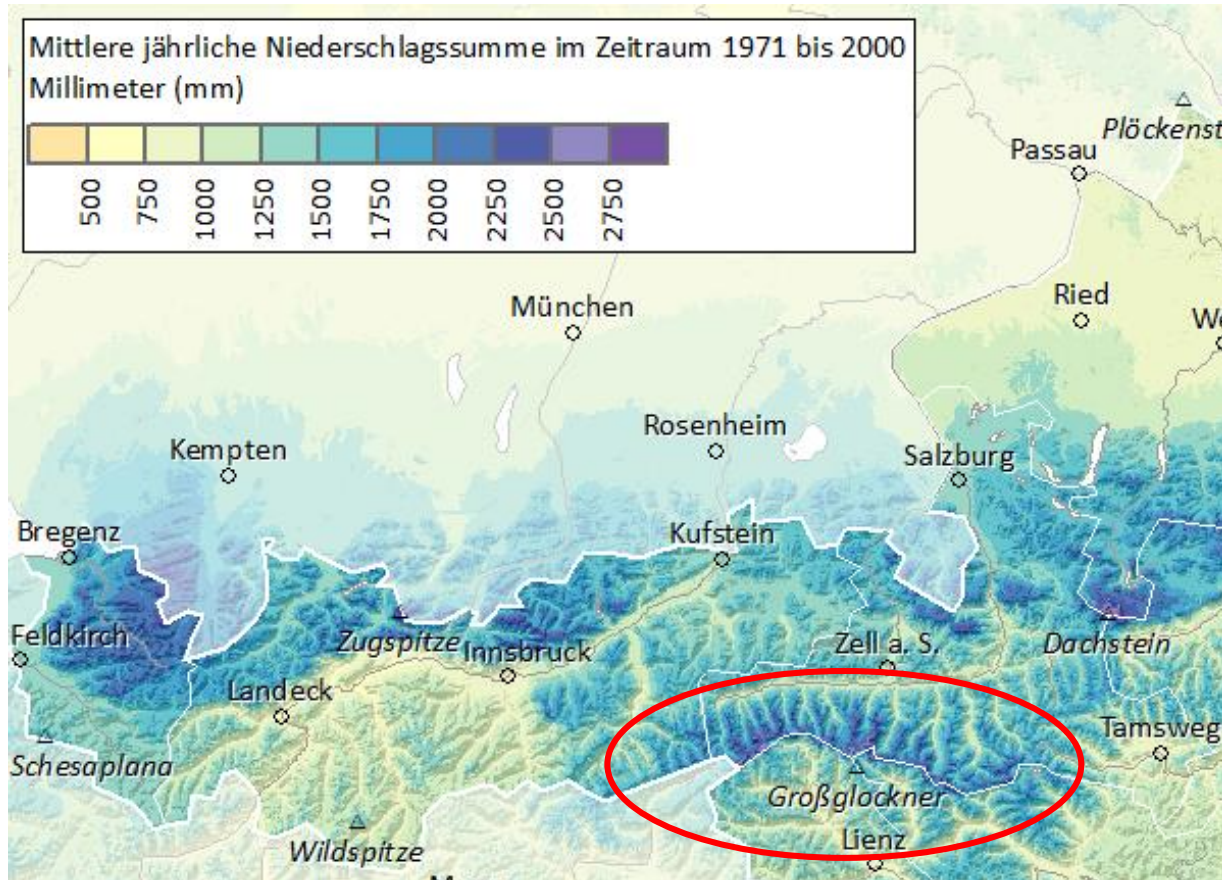 Mittlere jährliche Niederschlagssumme im Zeitraum 1971 bis 2000
Millimeter (mm)
500
750
1000
1250
1500
1750
2000
2250
2500
2750
Plöckenst
Passau
München
Ried
We
Rosenheim
Kempten
Salzburg
Bregenz
Kufstein
Feldkirch
Zugspitze
Innsbruck
Zell a. S.
Dachstein
Landeck
Tamsweg
Schesaplana
Großglockner
Wildspitze
Lienz